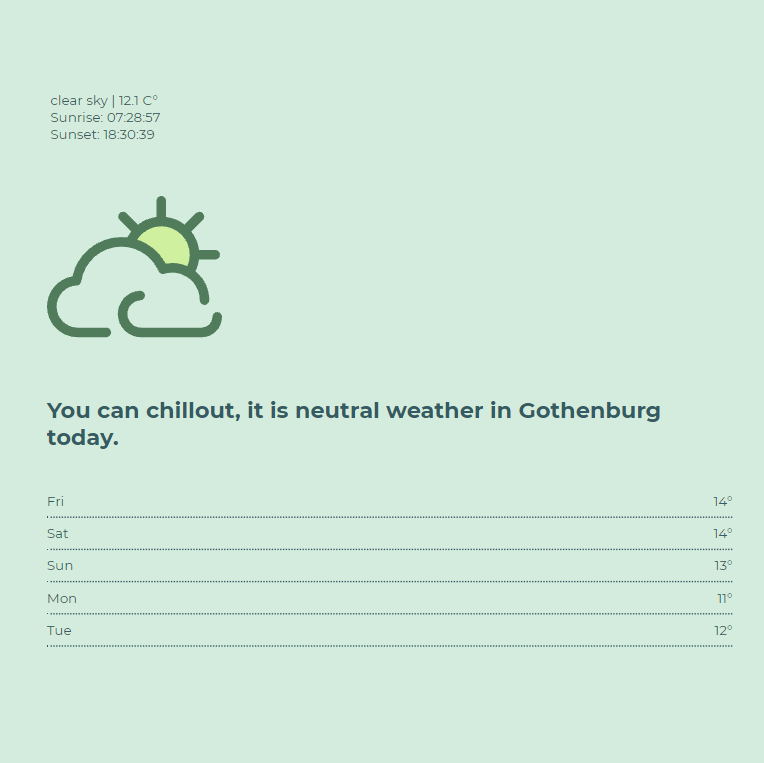 clear sky | 12.1 C°
Sunrise: 07:28:57
Sunset: 18:30:39
You can chillout, it is neutral weather in Gothenburg
today.
Fri 14°
Sat 14°
Sun 13°
Mon 11°
Tue 12°